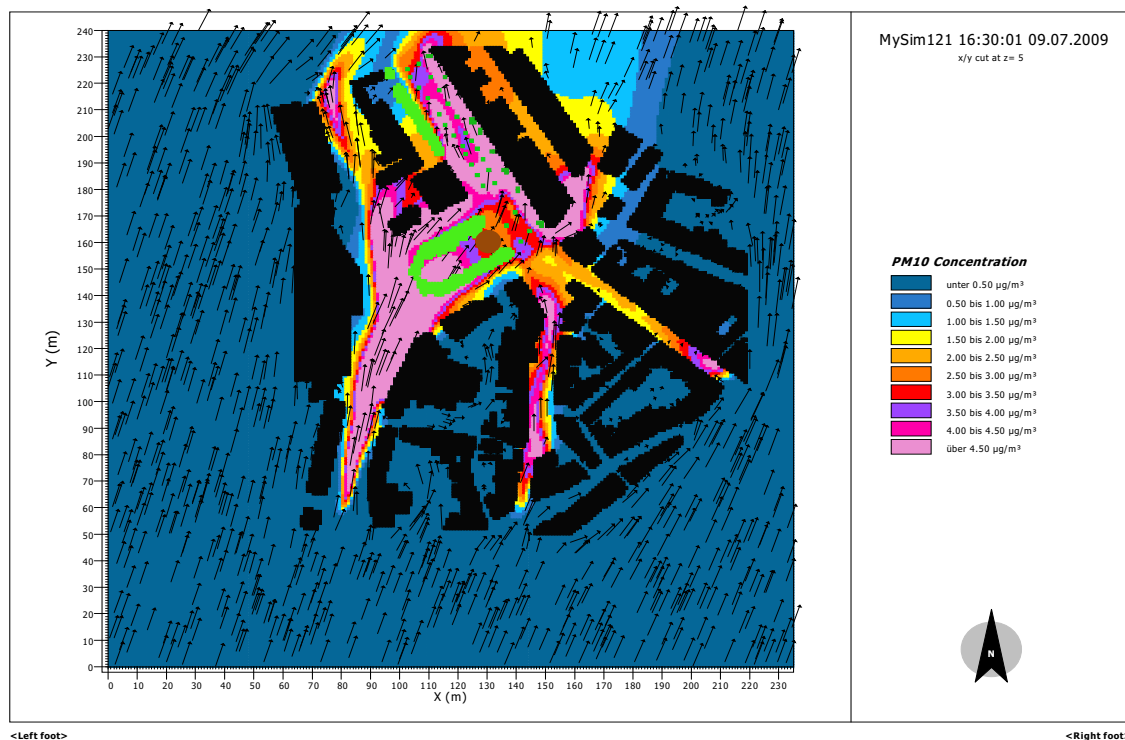 MySim121 16:30:01 09.07.2009
x/y cut at z= 5
Y (m)
240
230
220
210
200
190
180
170
160
150
140
130
120
110
100
90
80
70
60
50
40
30
20
10
0
0 10 20 30 40 50 60 70 80 90 100 110 120 130 140 150 160 170 180 190 200 210 220 230
X (m)
PM10 Concentration
unter 0.50 µg/m³
0.50 bis 1.00 µg/m³
1.00 bis 1.50 µg/m³
1.50 bis 2.00 µg/m³
2.00 bis 2.50 µg/m³
2.50 bis 3.00 µg/m³
3.00 bis 3.50 µg/m³
3.50 bis 4.00 µg/m³
4.00 bis 4.50 µg/m³
über 4.50 µg/m³
N
<Left foot>
<Right foot>